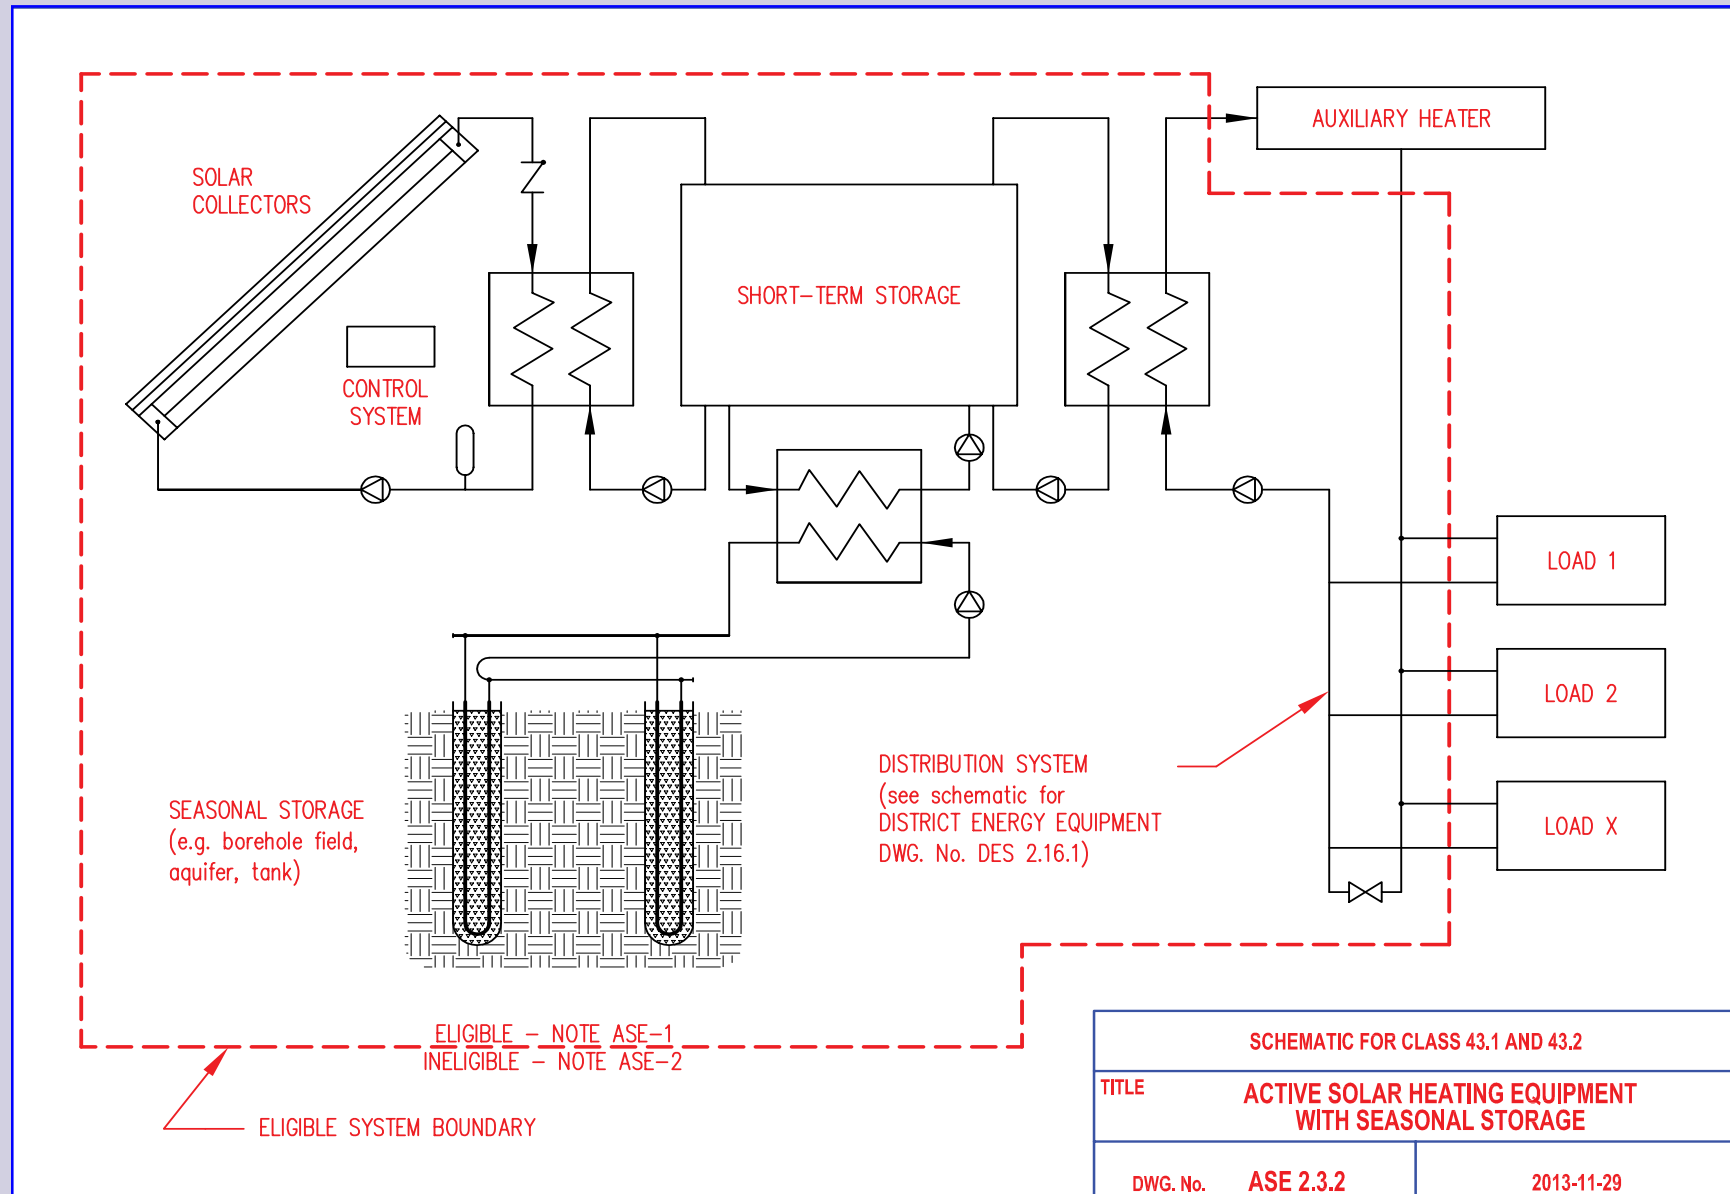 AUXILIARY HEATER
SOLAR
COLLECTORS
SHORT-TERM STORAGE
CONTROL
SYSTEM
LOAD 1
LOAD 2
LOAD X
DISTRIBUTION SYSTEM
(see schematic for
DISTRICT ENERGY EQUIPMENT
DWG. No. DES 2.16.1)
SEASONAL STORAGE
(e.g. borehole field,
aquifer, tank)
ELIGIBLE - NOTE ASE-1
INELIGIBLE - NOTE ASE-2
ELIGIBLE SYSTEM BOUNDARY
SCHEMATIC FOR CLASS 43.1 AND 43.2
TITLE
ACTIVE SOLAR HEATING EQUIPMENT
WITH SEASONAL STORAGE
DWG. No. ASE 2.3.2
2013-11-29